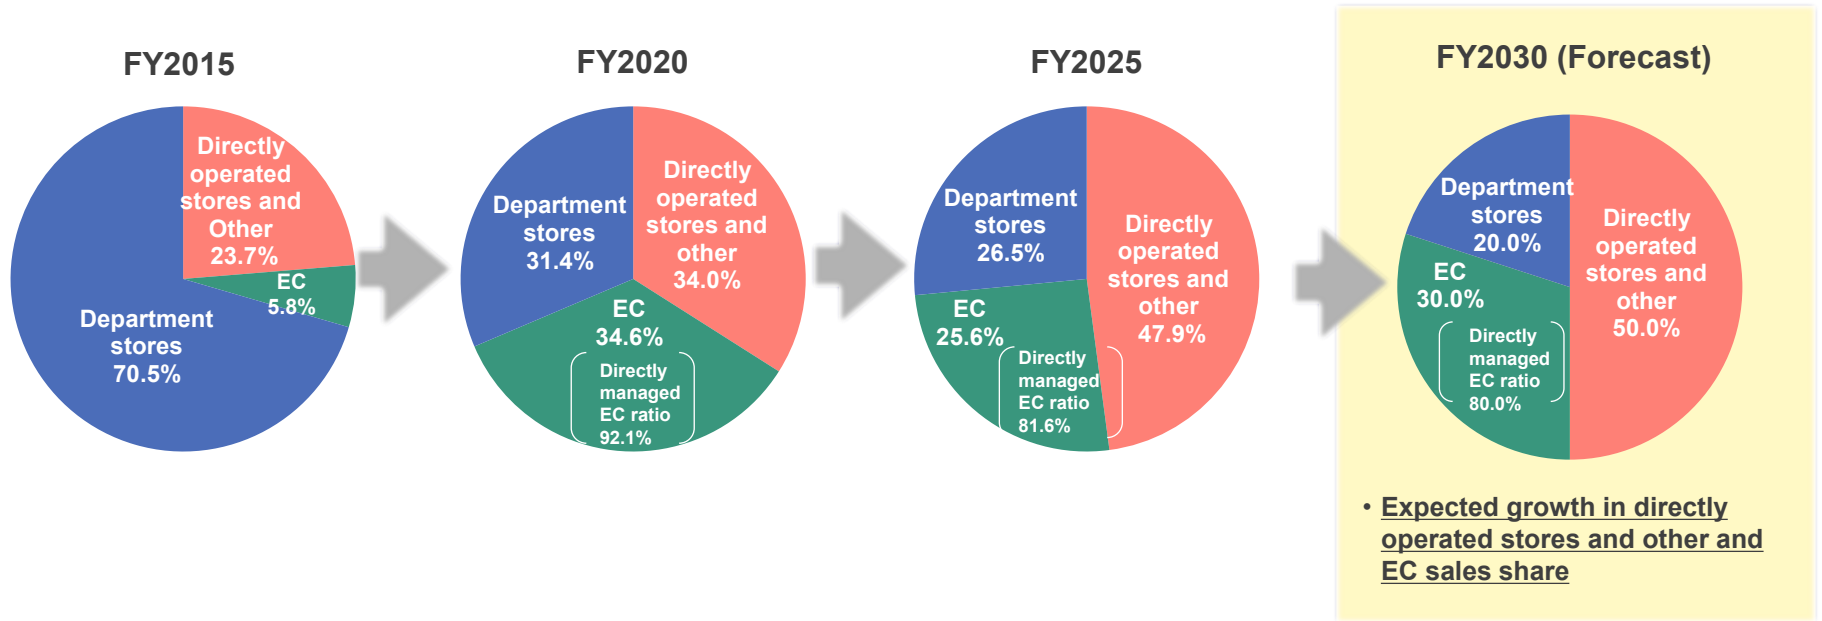 FY2015
Directly
operated
stores and
Other
23.7%
EC
5.8%
Department
stores
70.5%
FY2020
Department
stores
31.4%
Directly
operated
stores and
other
34.0%
EC
34.6%
Directly
managed
EC ratio
92.1%
FY2025
Department
stores
26.5%
Directly
operated
stores and
other
47.9%
EC
25.6%
Directly
managed
EC ratio
81.6%
FY2030 (Forecast)
Department
stores
20.0%
Directly
operated
stores and
other
50.0%
EC
30.0%
Directly
managed
EC ratio
80.0%
• Expected growth in directly
operated stores and other and
EC sales share